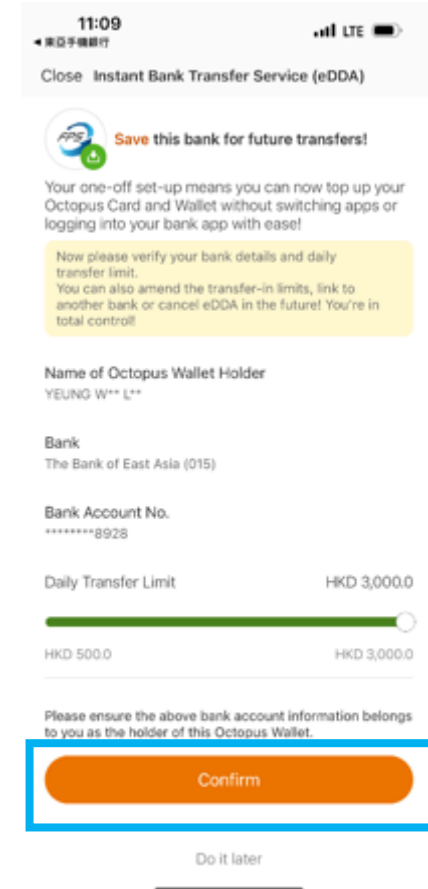 11:09
LTE
◀東亞手機銀行
Close Instant Bank Transfer Service (eDDA)
FPS
Save this bank for future transfers!
Your one-off set-up means you can now top up your
Octopus Card and Wallet without switching apps or
logging into your bank app with ease!
Now please verify your bank details and daily
transfer limit.
You can also amend the transfer-in limits, link to
another bank or cancel eDDA in the future! You're in
total control!
Name of Octopus Wallet Holder
YEUNG W** L**
Bank
The Bank of East Asia (015)
Bank Account No.
********8928
Daily Transfer Limit HKD 3,000.0
HKD 500.0 HKD 3,000.0
Please ensure the above bank account information belongs
to you as the holder of this Octopus Wallet.
Confirm
Do it later